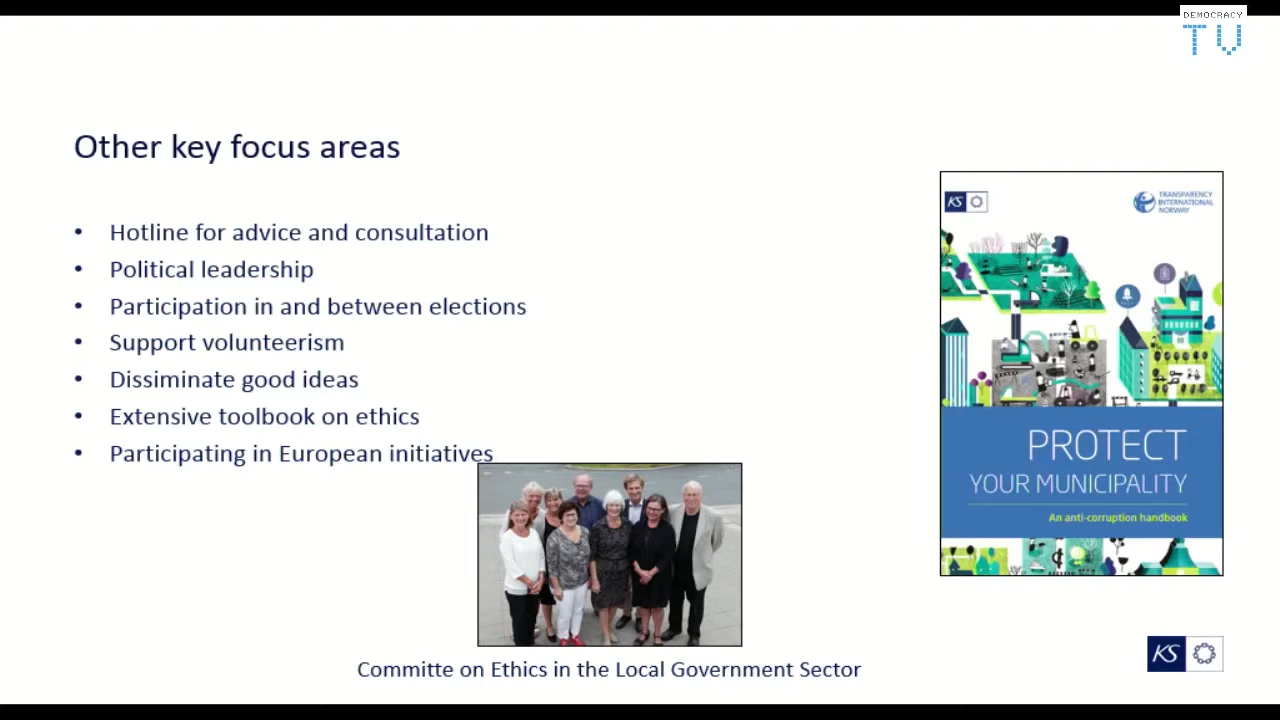 DEMOCRACY
TV
Other key focus areas
• Hotline for advice and consultation
• Political leadership
• Participation in and between elections
• Support volunteerism
• Dissiminate good ideas
• Extensive toolbook on ethics
• Participating in European initiatives
KS
TRANSPARENCY
INTERNATIONAL
NORWAY
PROTECT
YOUR MUNICIPALITY
An anti-corruption handbook
Committe on Ethics in the Local Government Sector
KS